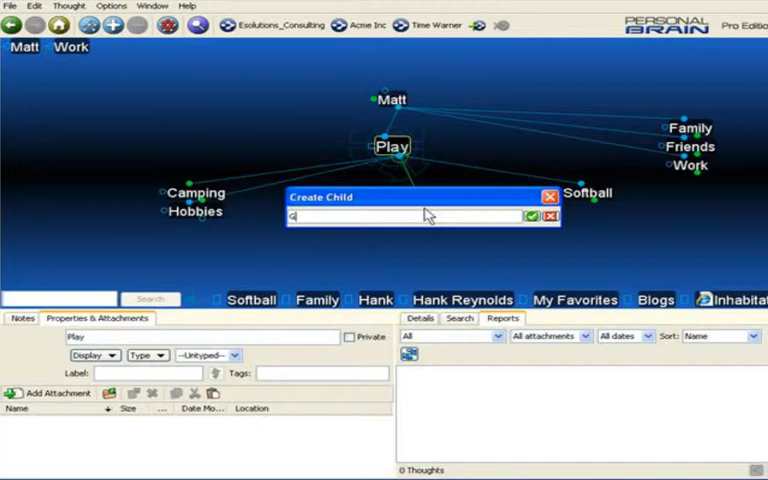 File Edit Thought Options Window Help
Esolutions_Consulting Acme Inc Time Warner
PERSONAL BRAIN Pro Editio
Matt Work
Matt
Family
Play
Friends
Work
Camping
Softball
Hobbies
Create Child
G
Search
Softball Family Hank Hank Reynolds My Favorites Blogs Inhabitat
Notes Properties & Attachments
Details Search Reports
Play
Private
All All attachments All dates Sort: Name
Display Type --Untyped--
Label: Tags:
Add Attachment
Name Size ... Date Mo... Location
0 Thoughts